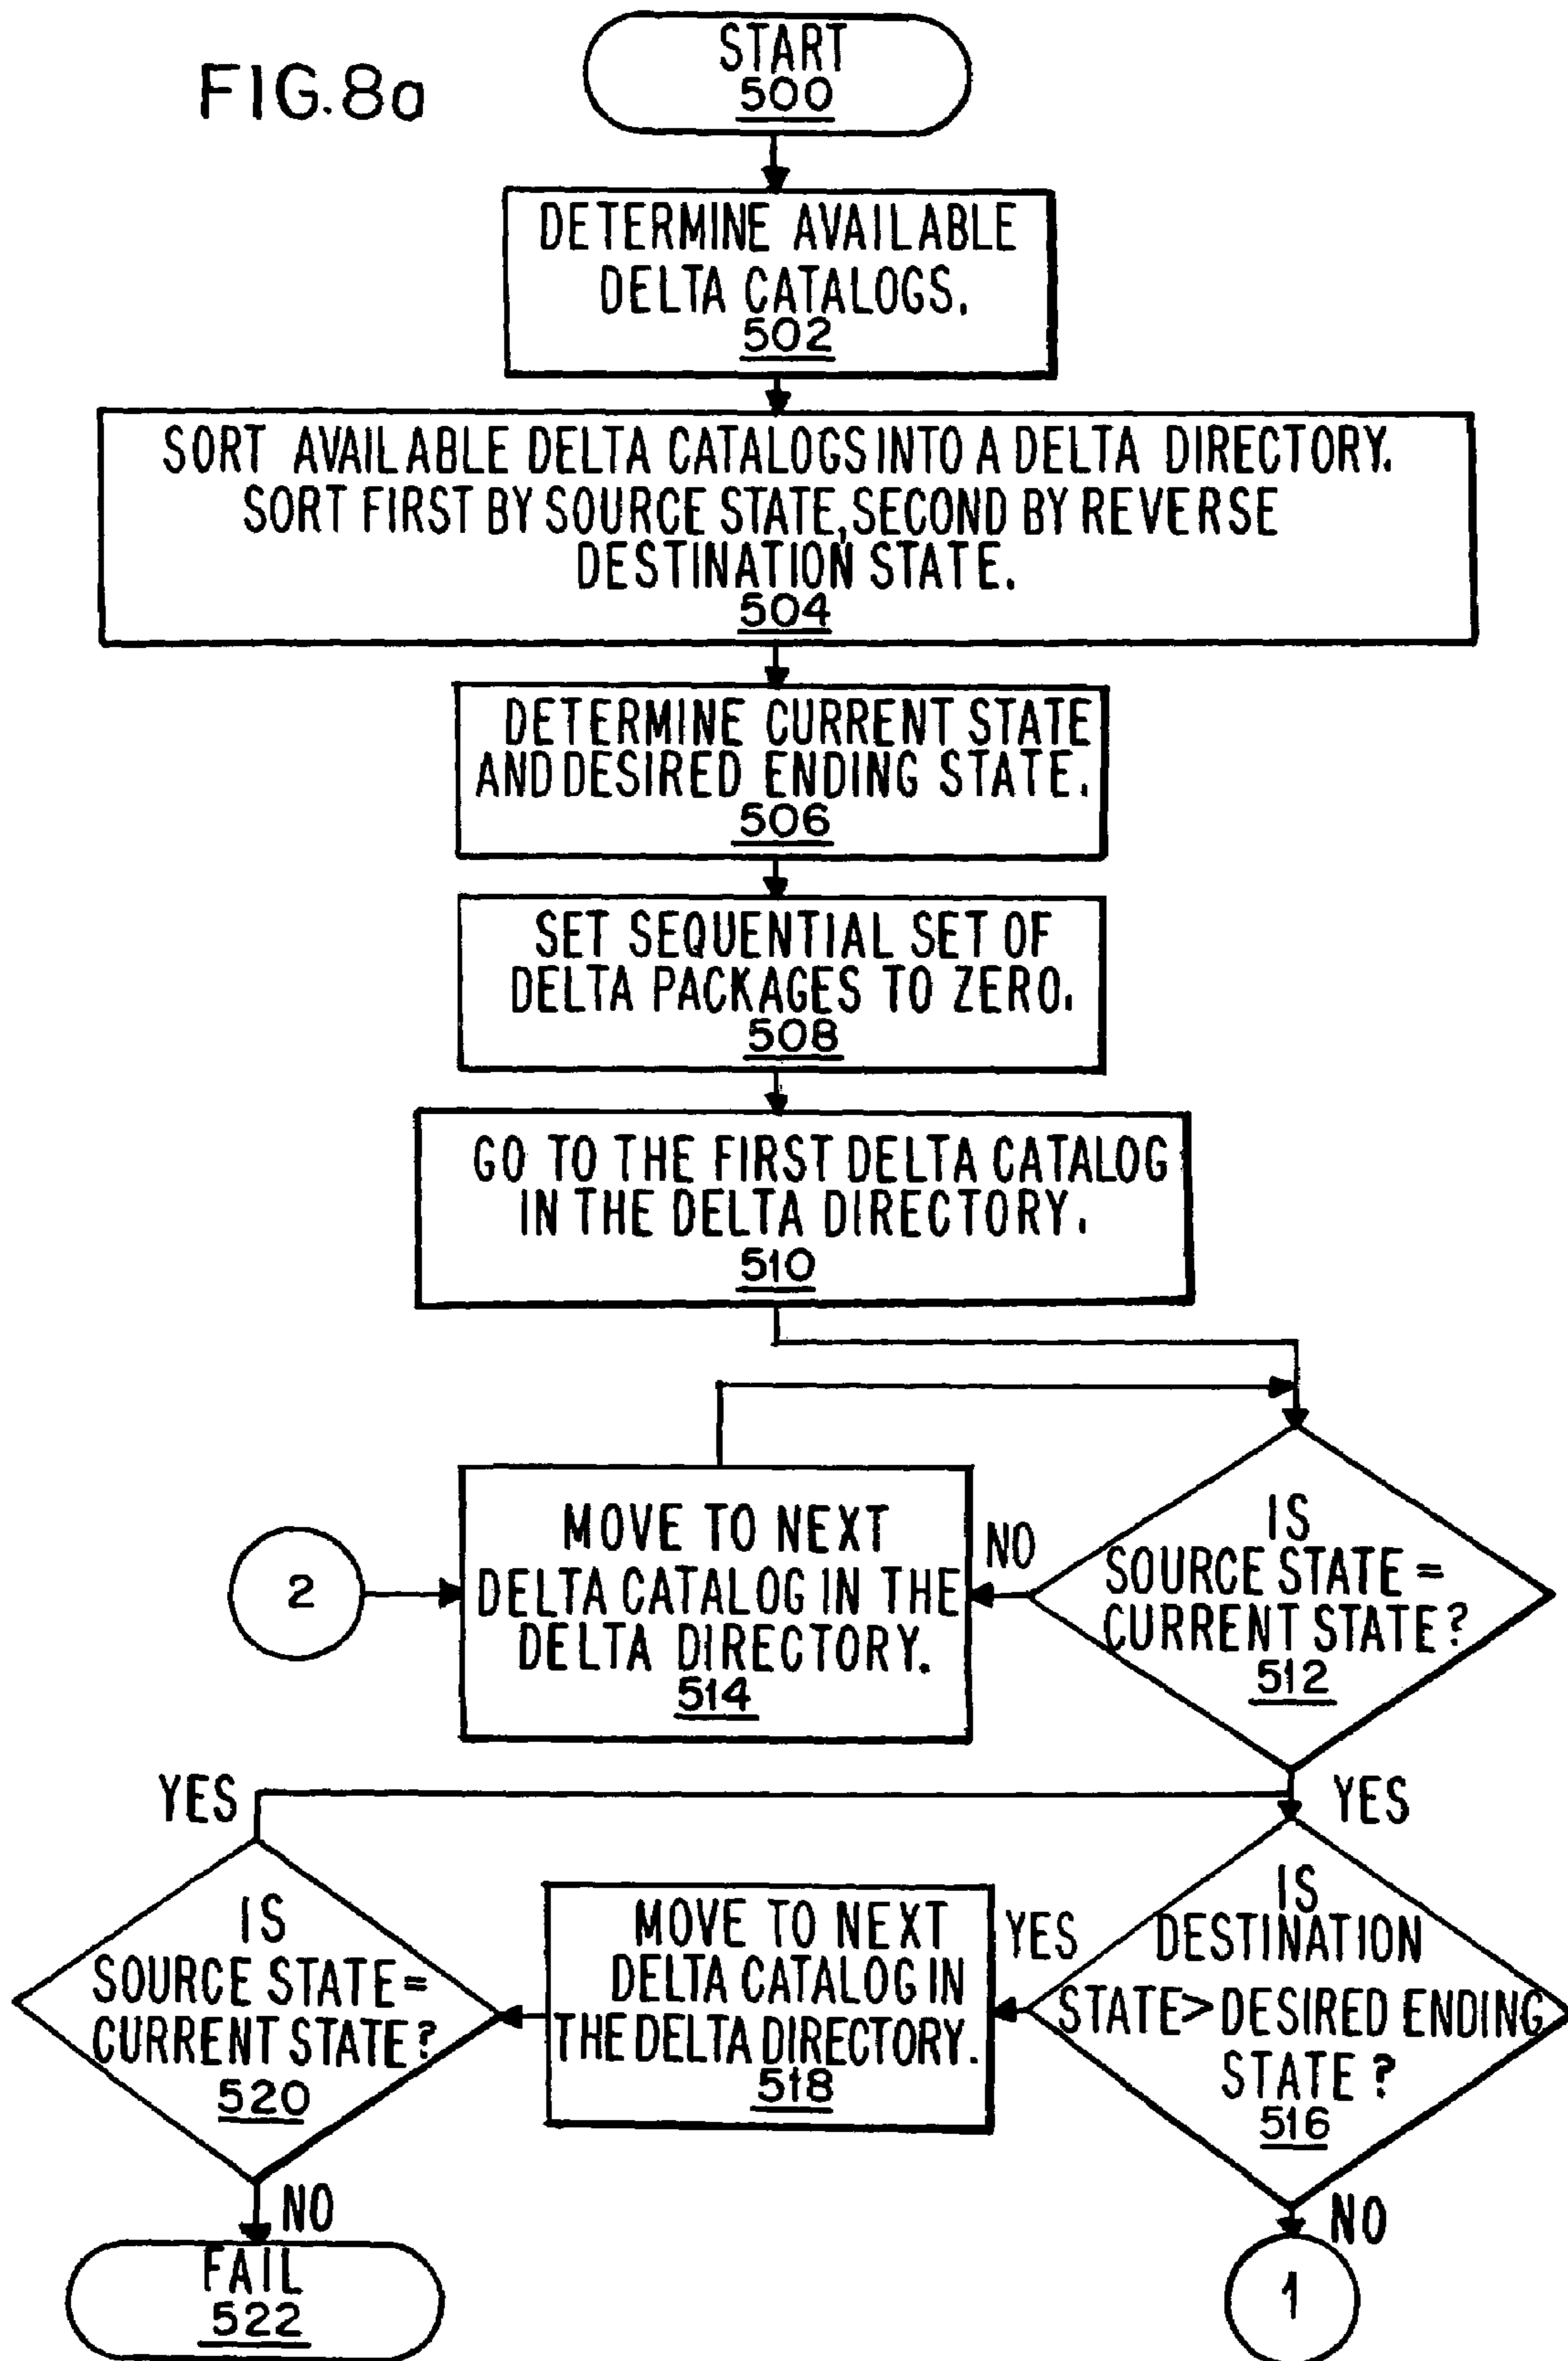 FIG.8a
START
500
DETERMINE AVAILABLE
DELTA CATALOGS.
502
SORT AVAILABLE DELTA CATALOGS INTO A DELTA DIRECTORY.
SORT FIRST BY SOURCE STATE, SECOND BY REVERSE
DESTINATION STATE.
504
DETERMINE CURRENT STATE
AND DESIRED ENDING STATE.
506
SET SEQUENTIAL SET OF
DELTA PACKAGES TO ZERO.
508
GO TO THE FIRST DELTA CATALOG
IN THE DELTA DIRECTORY.
510
2
MOVE TO NEXT
DELTA CATALOG IN THE
DELTA DIRECTORY.
514
NO
IS
SOURCE STATE =
CURRENT STATE?
512
YES
YES
IS
SOURCE STATE =
CURRENT STATE?
520
MOVE TO NEXT
DELTA CATALOG IN
THE DELTA DIRECTORY.
518
YES
IS
DESTINATION
STATE > DESIRED ENDING
STATE ?
516
NO
NO
FAIL
522
1